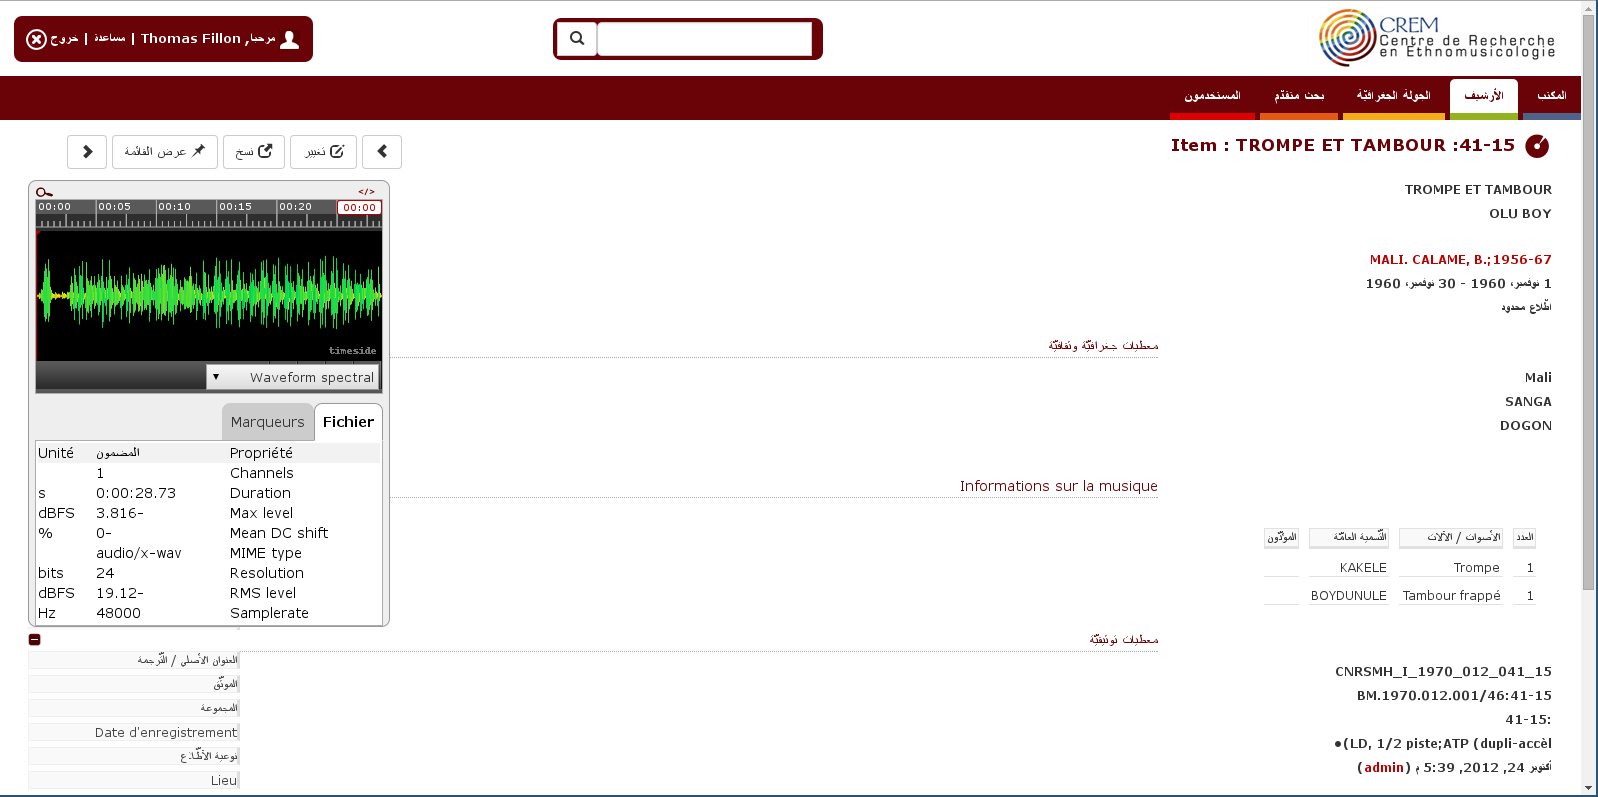 CREM
Centre de Recherche
en Ethnomusicologie
مرحبا, Thomas Fillon | مساعدة | خروج
المكتب
الأرشيف
الجولة الجغرافيّة
بحث متقدّم
المستخدمون
Item : TROMPE ET TAMBOUR :41-15
تغيير
نسخ
عرض القائمة
TROMPE ET TAMBOUR
OLU BOY
MALI. CALAME, B.;1956-67
1 نوفمبر، 1960 - 30 نوفمبر، 1960
اطّلاع محدود
معطيات جغرافيّة وثقافيّة
Mali
SANGA
DOGON
Informations sur la musique
العدد الأصوات / الآلات التّسمية العامّة المولّون
1 Trompe KAKELE
1 Tambour frappé BOYDUNULE
معطيات توثيقيّة
CNRSMH_I_1970_012_041_15
BM.1970.012.001/46:41-15
41-15:
●(LD, 1/2 piste;ATP (dupli-accèl
أكتوبر 24, 2012, 5:39 م (admin)
</>
00:00 00:05 00:10 00:15 00:20 00:00
timeside
Waveform spectral
Fichier
Marqueurs
Propriété المضمون Unité
Channels 1
Duration 0:00:28.73 s
Max level 3.816- dBFS
Mean DC shift 0- %
MIME type audio/x-wav
Resolution 24 bits
RMS level 19.12- dBFS
Samplerate 48000 Hz
العنوان الأصلي / التّرجمة
الموثّق
المجموعة
Date d'enregistrement
نوعية الأطّلاع
Lieu